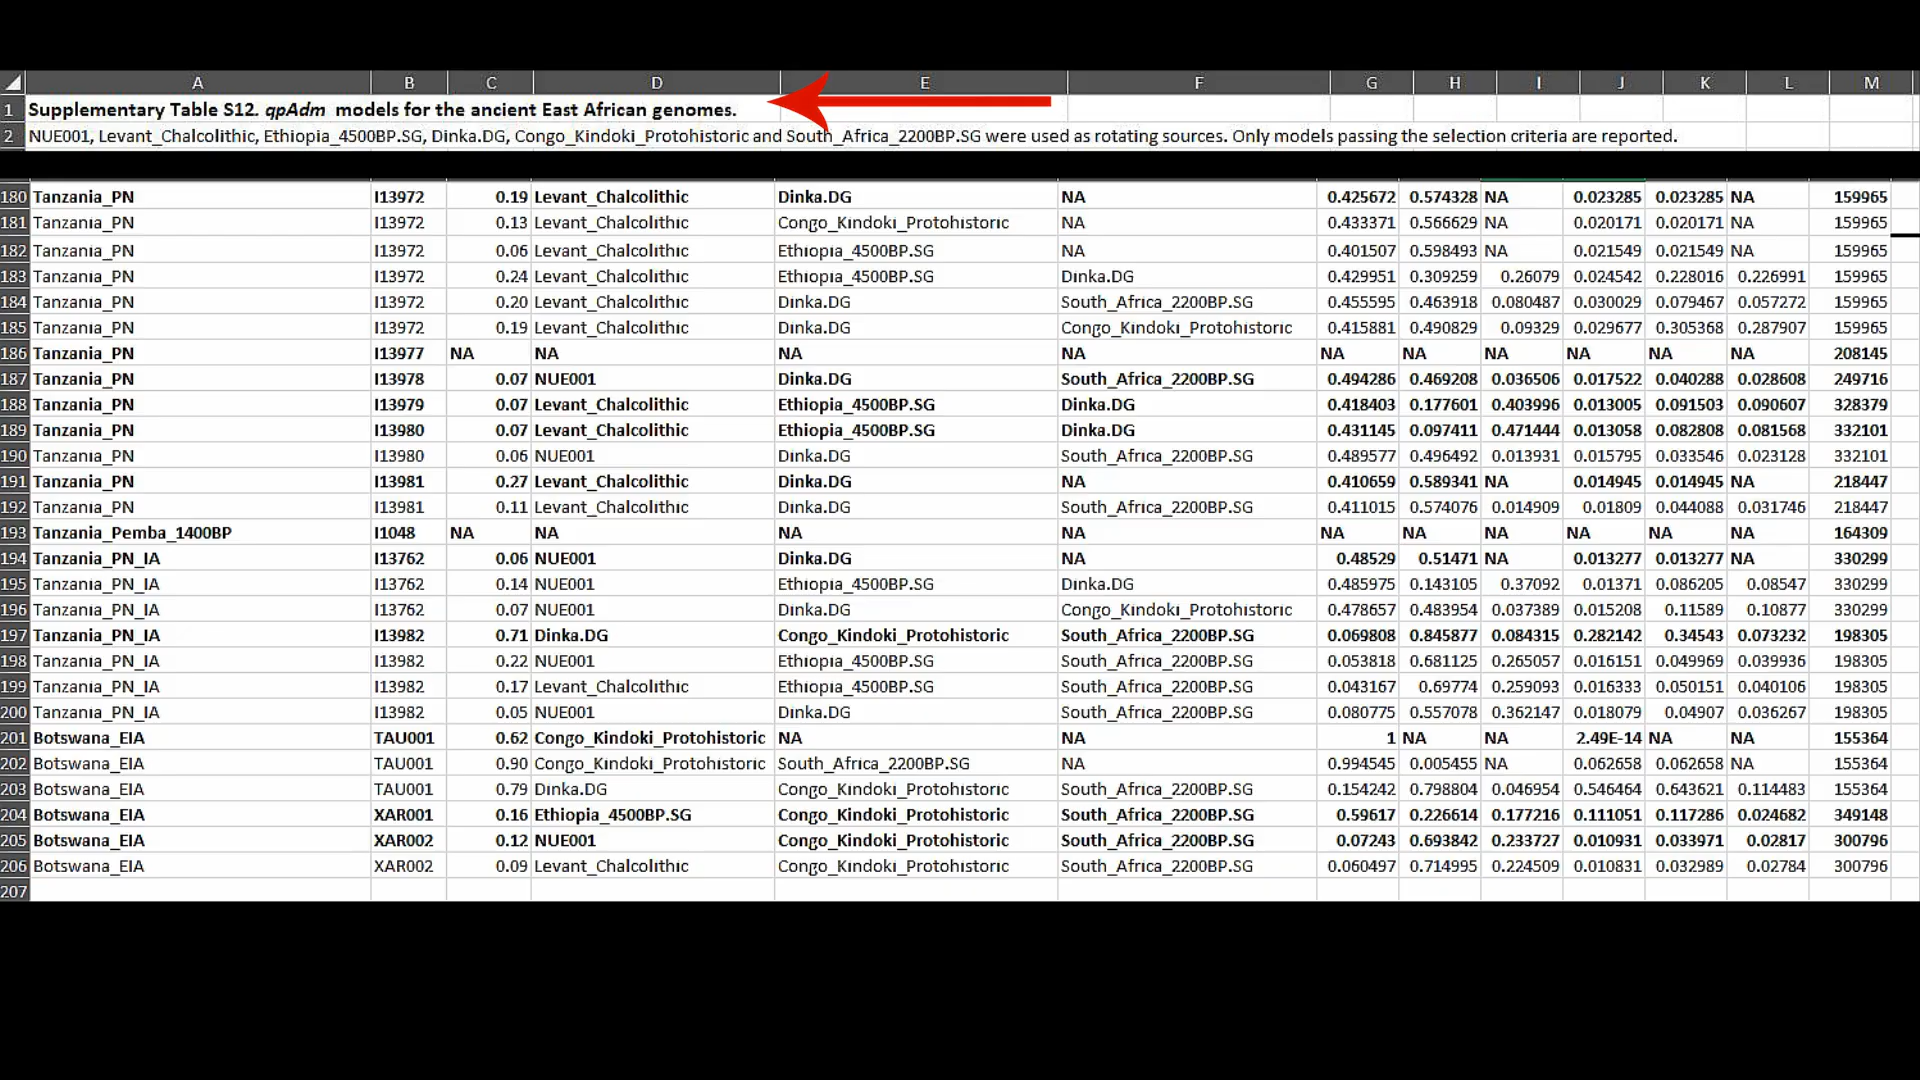 A B C D E F G H I J K L M
1 Supplementary Table S12. qpAdm models for the ancient East African genomes.
2 NUE001, Levant_Chalcolithic, Ethiopia_4500BP.SG, Dinka.DG, Congo_Kindoki_Protohistoric and South_Africa_2200BP.SG were used as rotating sources. Only models passing the selection criteria are reported.
180 Tanzania_PN I13972 0.19 Levant_Chalcolithic Dinka.DG NA 0.425672 0.574328 NA 0.023285 0.023285 NA 159965
181 Tanzania_PN I13972 0.13 Levant_Chalcolithic Congo_Kindoki_Protohistoric NA 0.433371 0.566629 NA 0.020171 0.020171 NA 159965
182 Tanzania_PN I13972 0.06 Levant_Chalcolithic Ethiopia_4500BP.SG NA 0.401507 0.598493 NA 0.021549 0.021549 NA 159965
183 Tanzania_PN I13972 0.24 Levant_Chalcolithic Ethiopia_4500BP.SG Dinka.DG 0.429951 0.309259 0.26079 0.024542 0.228016 0.226991 159965
184 Tanzania_PN I13972 0.20 Levant_Chalcolithic Dinka.DG South_Africa_2200BP.SG 0.455595 0.463918 0.080487 0.030029 0.079467 0.057272 159965
185 Tanzania_PN I13972 0.19 Levant_Chalcolithic Dinka.DG Congo_Kindoki_Protohistoric 0.415881 0.490829 0.09329 0.029677 0.305368 0.287907 159965
186 Tanzania_PN I13977 NA NA NA NA NA NA NA NA NA NA 208145
187 Tanzania_PN I13978 0.07 NUE001 Dinka.DG South_Africa_2200BP.SG 0.494286 0.469208 0.036506 0.017522 0.040288 0.028608 249716
188 Tanzania_PN I13979 0.07 Levant_Chalcolithic Ethiopia_4500BP.SG Dinka.DG 0.418403 0.177601 0.403996 0.013005 0.091503 0.090607 328379
189 Tanzania_PN I13980 0.07 Levant_Chalcolithic Ethiopia_4500BP.SG Dinka.DG 0.431145 0.097411 0.471444 0.013058 0.082808 0.081568 332101
190 Tanzania_PN I13980 0.06 NUE001 Dinka.DG South_Africa_2200BP.SG 0.489577 0.496492 0.013931 0.015795 0.033546 0.023128 332101
191 Tanzania_PN I13981 0.27 Levant_Chalcolithic Dinka.DG NA 0.410659 0.589341 NA 0.014945 0.014945 NA 218447
192 Tanzania_PN I13981 0.11 Levant_Chalcolithic Dinka.DG South_Africa_2200BP.SG 0.411015 0.574076 0.014909 0.01809 0.044088 0.031746 218447
193 Tanzania_Pemba_1400BP I1048 NA NA NA NA NA NA NA NA NA NA 164309
194 Tanzania_PN_IA I13762 0.06 NUE001 Dinka.DG NA 0.48529 0.51471 NA 0.013277 0.013277 NA 330299
195 Tanzania_PN_IA I13762 0.14 NUE001 Ethiopia_4500BP.SG Dinka.DG 0.485975 0.143105 0.37092 0.01371 0.086205 0.08547 330299
196 Tanzania_PN_IA I13762 0.07 NUE001 Dinka.DG Congo_Kindoki_Protohistoric 0.478657 0.483954 0.037389 0.015208 0.11589 0.10877 330299
197 Tanzania_PN_IA I13982 0.71 Dinka.DG Congo_Kindoki_Protohistoric South_Africa_2200BP.SG 0.069808 0.845877 0.084315 0.282142 0.34543 0.073232 198305
198 Tanzania_PN_IA I13982 0.22 NUE001 Ethiopia_4500BP.SG South_Africa_2200BP.SG 0.053818 0.681125 0.265057 0.016151 0.049969 0.039936 198305
199 Tanzania_PN_IA I13982 0.17 Levant_Chalcolithic Ethiopia_4500BP.SG South_Africa_2200BP.SG 0.043167 0.69774 0.259093 0.016333 0.050151 0.040106 198305
200 Tanzania_PN_IA I13982 0.05 NUE001 Dinka.DG South_Africa_2200BP.SG 0.080775 0.557078 0.362147 0.018079 0.04907 0.036267 198305
201 Botswana_EIA TAU001 0.62 Congo_Kindoki_Protohistoric NA NA 1 NA NA 2.49E-14 NA NA 155364
202 Botswana_EIA TAU001 0.90 Congo_Kindoki_Protohistoric South_Africa_2200BP.SG NA 0.994545 0.005455 NA 0.062658 0.062658 NA 155364
203 Botswana_EIA TAU001 0.79 Dinka.DG Congo_Kindoki_Protohistoric South_Africa_2200BP.SG 0.154242 0.798804 0.046954 0.546464 0.643621 0.114483 155364
204 Botswana_EIA XAR001 0.16 Ethiopia_4500BP.SG Congo_Kindoki_Protohistoric South_Africa_2200BP.SG 0.59617 0.226614 0.177216 0.111051 0.117286 0.024682 349148
205 Botswana_EIA XAR002 0.12 NUE001 Congo_Kindoki_Protohistoric South_Africa_2200BP.SG 0.07243 0.693842 0.233727 0.010931 0.033971 0.02817 300796
206 Botswana_EIA XAR002 0.09 Levant_Chalcolithic Congo_Kindoki_Protohistoric South_Africa_2200BP.SG 0.060497 0.714995 0.224509 0.010831 0.032989 0.02784 300796
207